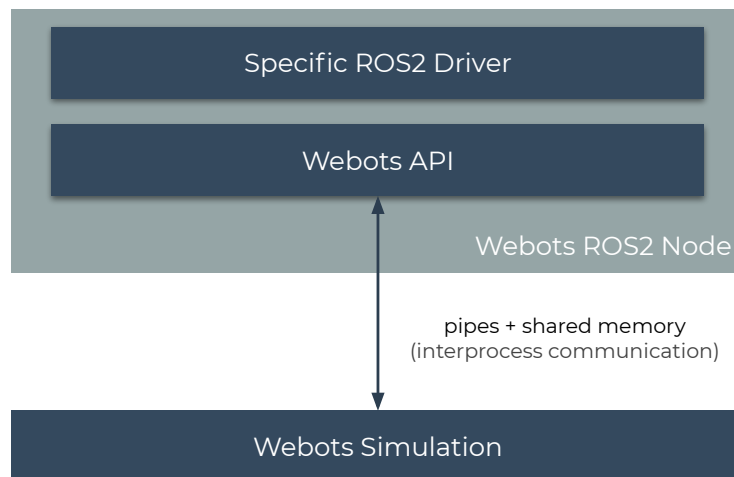 Specific ROS2 Driver
Webots API
Webots ROS2 Node
pipes + shared memory
(interprocess communication)
Webots Simulation